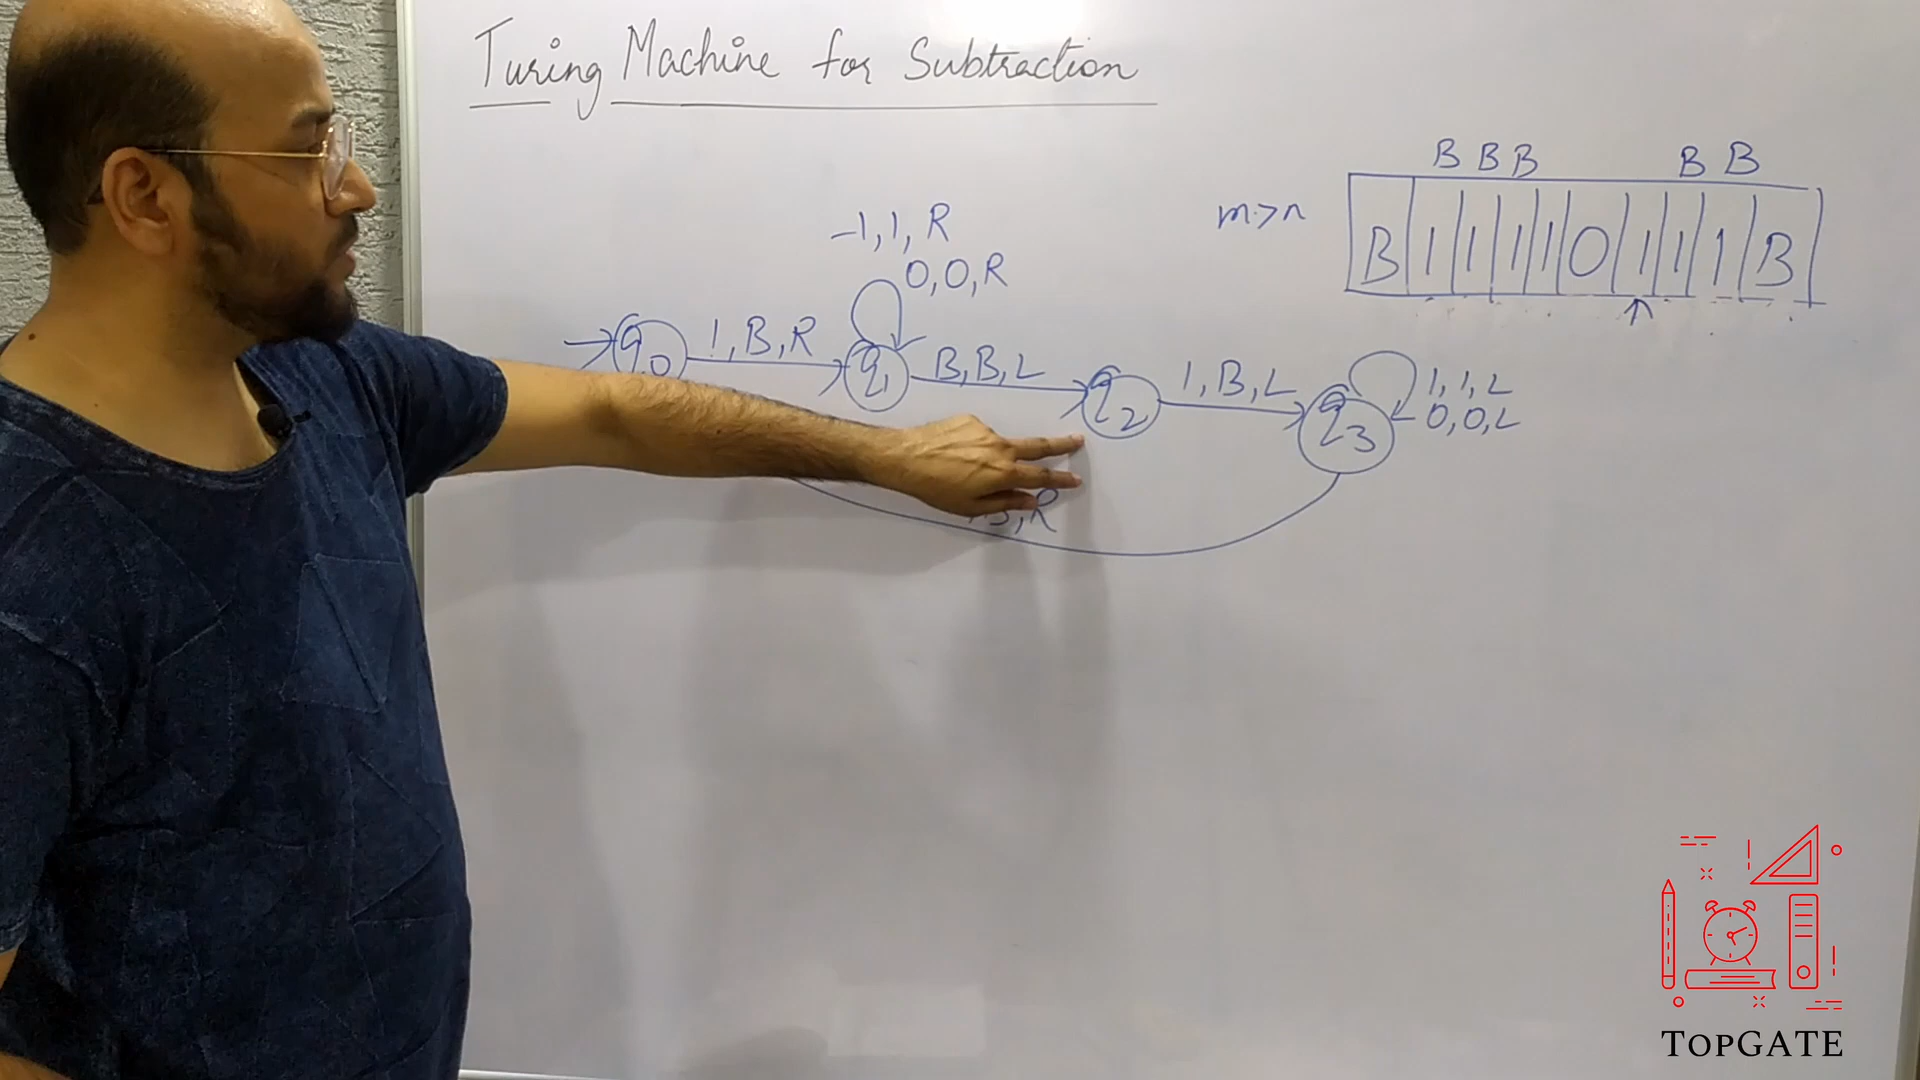 Turing Machine for Subtraction
B B B B B
m>n
B 1 1 1 1 0 1 1 1 B
1, 1, R
0, 0, R
q0
1, B, R
q1
B, B, L
q2
1, B, L
q3
1, 1, L
0, 0, L
R
TOPGATE